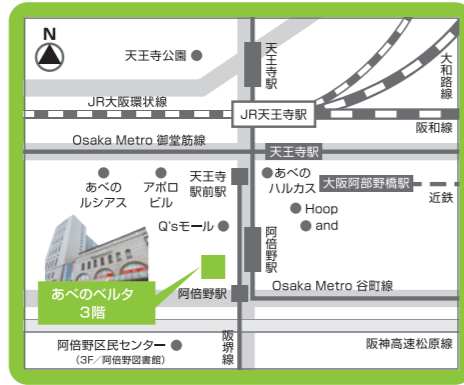 N
天王寺公園
天王寺駅
大和路線
JR大阪環状線
JR天王寺駅
阪和線
Osaka Metro 御堂筋線
天王寺駅
あべの
ルシアス
アポロ
ビル
天王寺
駅前駅
あべの
ハルカス
大阪阿部野橋駅
近鉄
Hoop
and
Q'sモール
阿倍野駅
あべのベルタ
3階
阿倍野駅
Osaka Metro 谷町線
阪堺線
阿倍野区民センター
（3F／阿倍野図書館）
阪神高速松原線